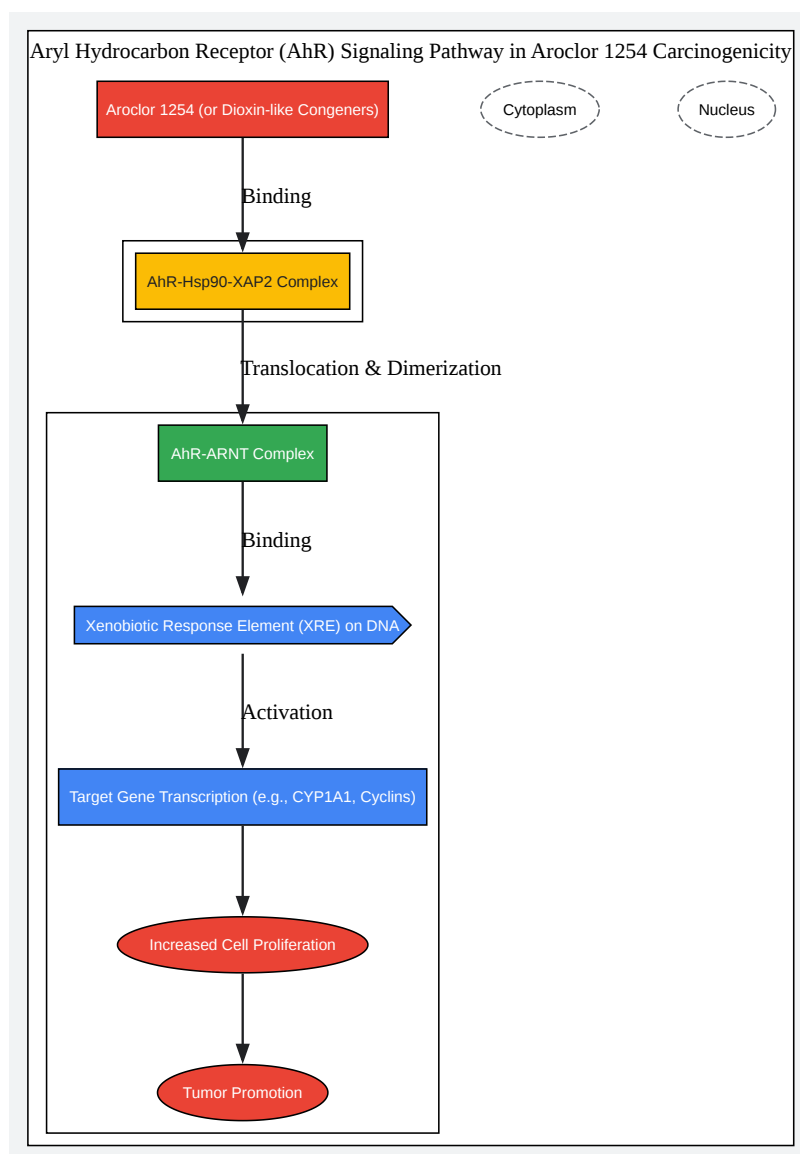 Aryl Hydrocarbon Receptor (AhR) Signaling Pathway in Aroclor 1254 Carcinogenicity
Aroclor 1254 (or Dioxin-like Congeners)
Cytoplasm
Nucleus
Binding
AhR-Hsp90-XAP2 Complex
Translocation & Dimerization
AhR-ARNT Complex
Binding
Xenobiotic Response Element (XRE) on DNA
Activation
Target Gene Transcription (e.g., CYP1A1, Cyclins)
Increased Cell Proliferation
Tumor Promotion